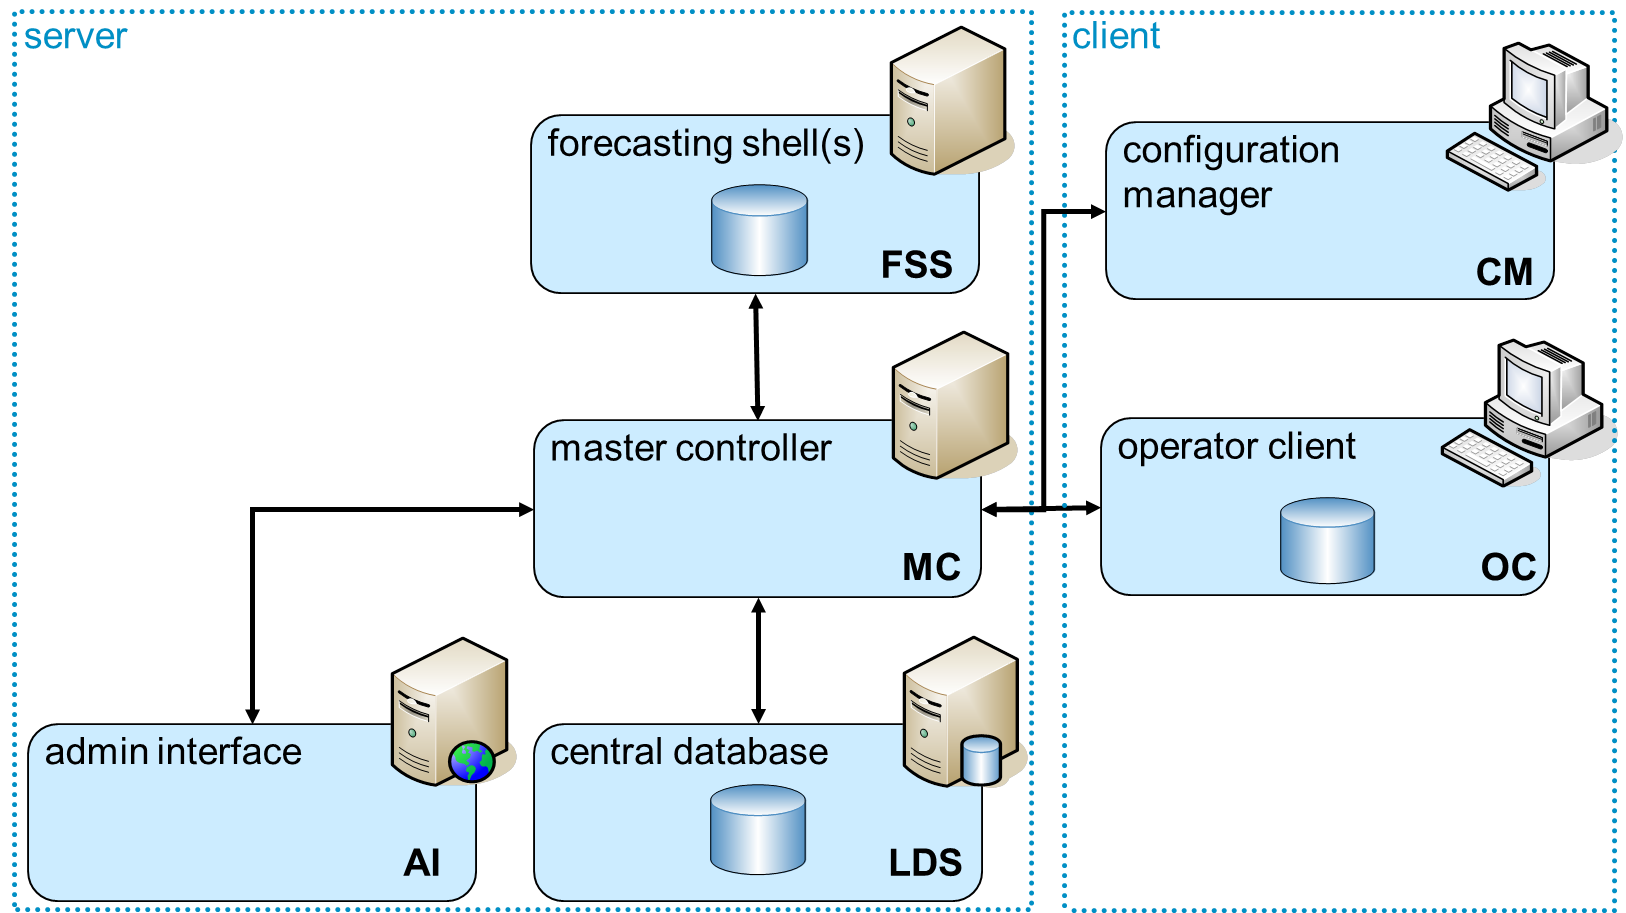 server
client
forecasting shell(s)
FSS
configuration
manager
CM
master controller
MC
operator client
OC
admin interface
AI
central database
LDS